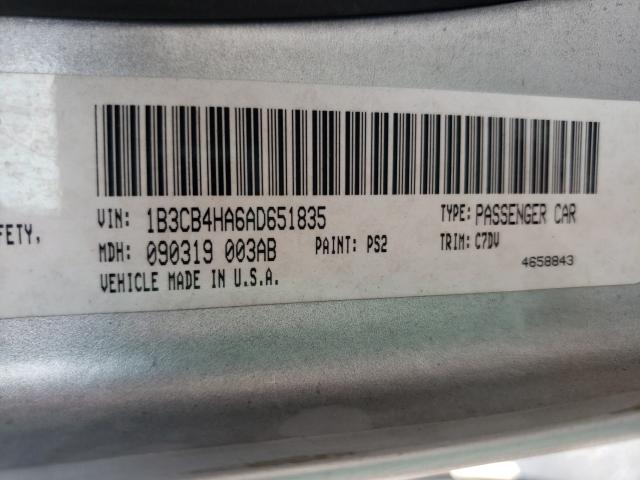 FETY,
VIN: 1B3CB4HA6AD651835 TYPE: PASSENGER CAR
MDH: 090319 003AB PAINT: PS2 TRIM: C7DV
VEHICLE MADE IN U.S.A. 4658843